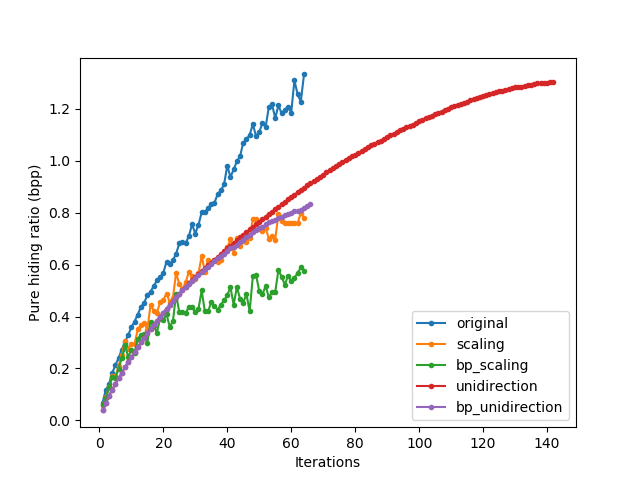 Pure hiding ratio (bpp)
1.2
1.0
0.8
0.6
0.4
0.2
0.0
0 20 40 60 80 100 120 140
Iterations
original
scaling
bp_scaling
unidirection
bp_unidirection